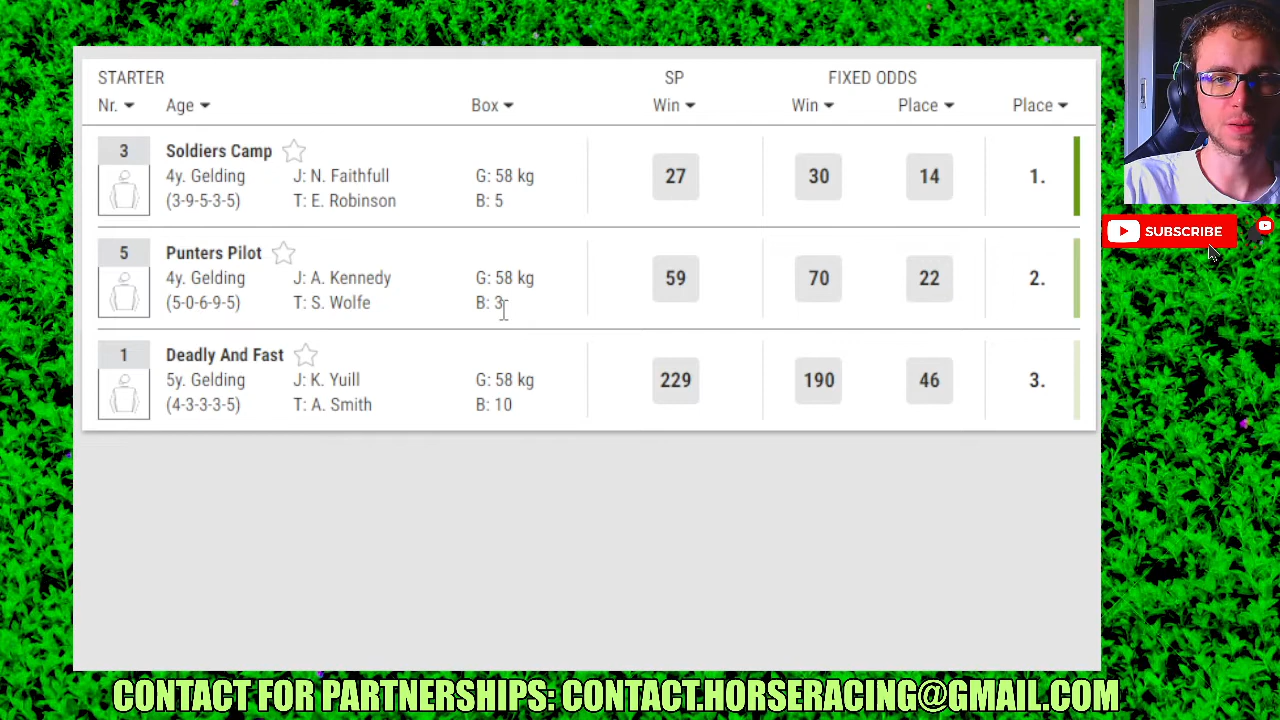 STARTER SP FIXED ODDS
Nr. Age Box Win Win Place Place
3 Soldiers Camp
4y. Gelding J: N. Faithfull G: 58 kg 27 30 14 1.
(3-9-5-3-5) T: E. Robinson B: 5
5 Punters Pilot
4y. Gelding J: A. Kennedy G: 58 kg 59 70 22 2.
(5-0-6-9-5) T: S. Wolfe B: 3
1 Deadly And Fast
5y. Gelding J: K. Yuill G: 58 kg 229 190 46 3.
(4-3-3-3-5) T: A. Smith B: 10
SUBSCRIBE
CONTACT FOR PARTNERSHIPS: CONTACT.HORSERACING@GMAIL.COM